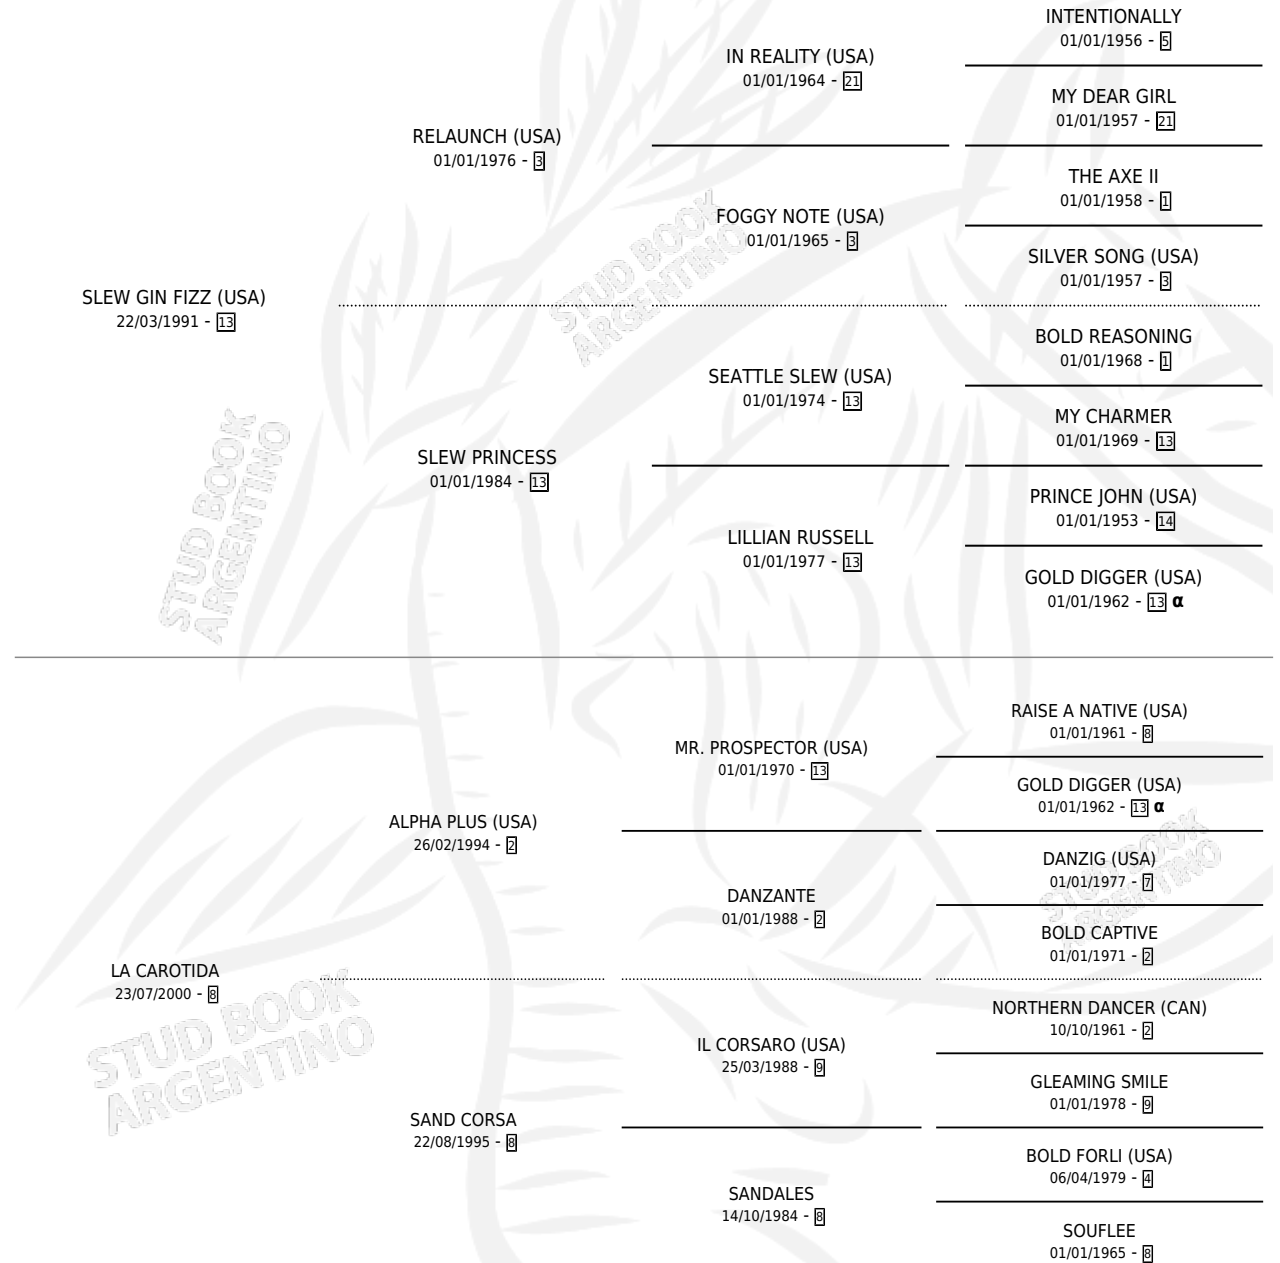 INTENTIONALLY
01/01/1956 - 5
IN REALITY (USA)
01/01/1964 - 21
MY DEAR GIRL
01/01/1957 - 21
RELAUNCH (USA)
01/01/1976 - 3
THE AXE II
01/01/1958 - 1
FOGGY NOTE (USA)
01/01/1965 - 3
SILVER SONG (USA)
01/01/1957 - 3
SLEW GIN FIZZ (USA)
22/03/1991 - 13
BOLD REASONING
01/01/1968 - 1
SEATTLE SLEW (USA)
01/01/1974 - 13
MY CHARMER
01/01/1969 - 13
SLEW PRINCESS
01/01/1984 - 13
PRINCE JOHN (USA)
01/01/1953 - 14
LILLIAN RUSSELL
01/01/1977 - 13
GOLD DIGGER (USA)
01/01/1962 - 13 α
RAISE A NATIVE (USA)
01/01/1961 - 8
MR. PROSPECTOR (USA)
01/01/1970 - 13
GOLD DIGGER (USA)
01/01/1962 - 13 α
ALPHA PLUS (USA)
26/02/1994 - 2
DANZIG (USA)
01/01/1977 - 7
DANZANTE
01/01/1988 - 2
BOLD CAPTIVE
01/01/1971 - 2
LA CAROTIDA
23/07/2000 - 8
NORTHERN DANCER (CAN)
10/10/1961 - 2
IL CORSARO (USA)
25/03/1988 - 9
GLEAMING SMILE
01/01/1978 - 9
SAND CORSA
22/08/1995 - 8
BOLD FORLI (USA)
06/04/1979 - 4
SANDALES
14/10/1984 - 8
SOUFLEE
01/01/1965 - 8
STUD BOOK
ARGENTINO
STUD BOOK
ARGENTINO
STUD BOOK
ARGENTINO
STUD BOOK
ARGENTINO